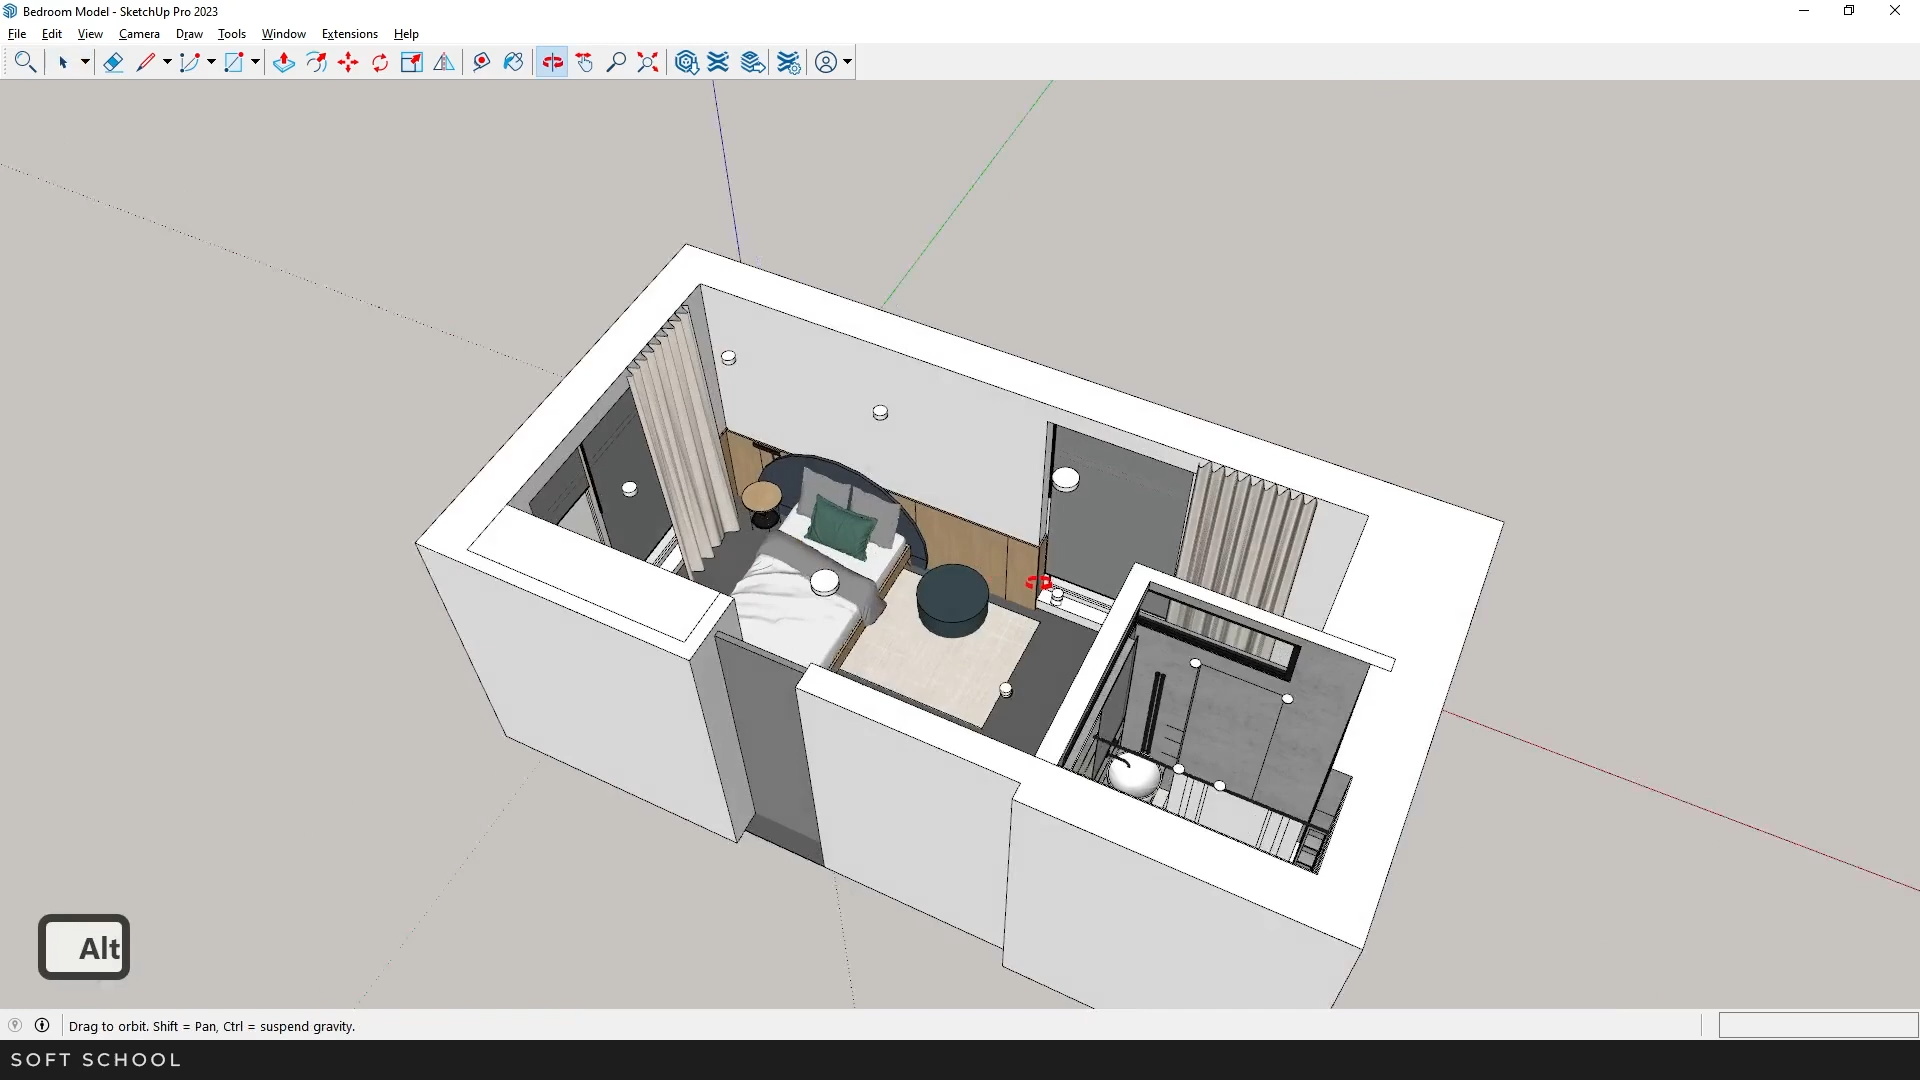 Bedroom Model - SketchUp Pro 2023
File Edit View Camera Draw Tools Window Extensions Help
Alt
Drag to orbit. Shift = Pan, Ctrl = suspend gravity.
SOFT SCHOOL